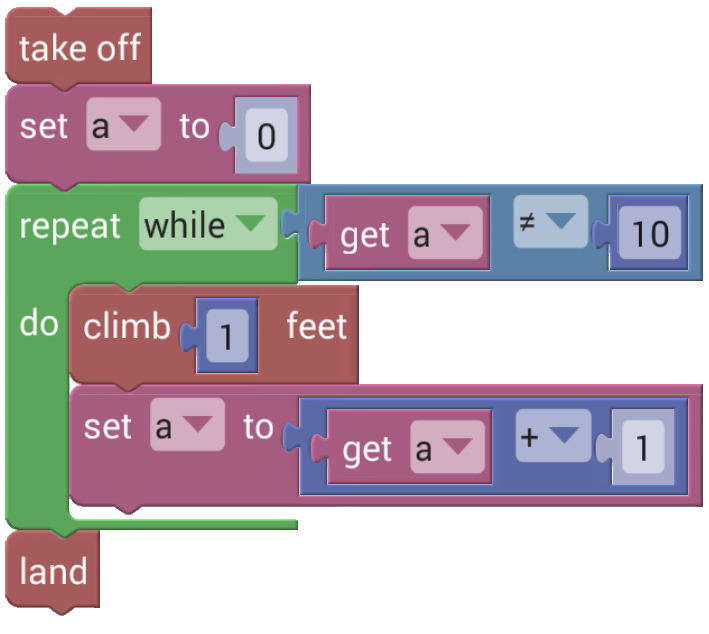 take off
set a to 0
repeat while get a ≠ 10
do climb 1 feet
set a to get a + 1
land